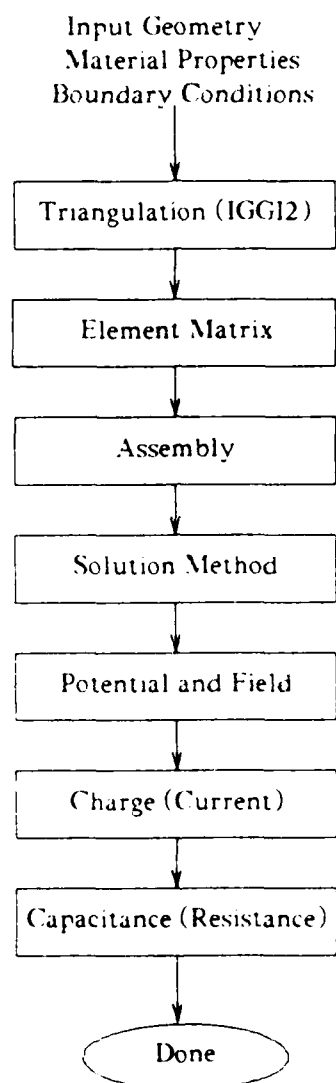 Input Geometry
Material Properties
Boundary Conditions
Triangulation (IGGI2)
Element Matrix
Assembly
Solution Method
Potential and Field
Charge (Current)
Capacitance (Resistance)
Done